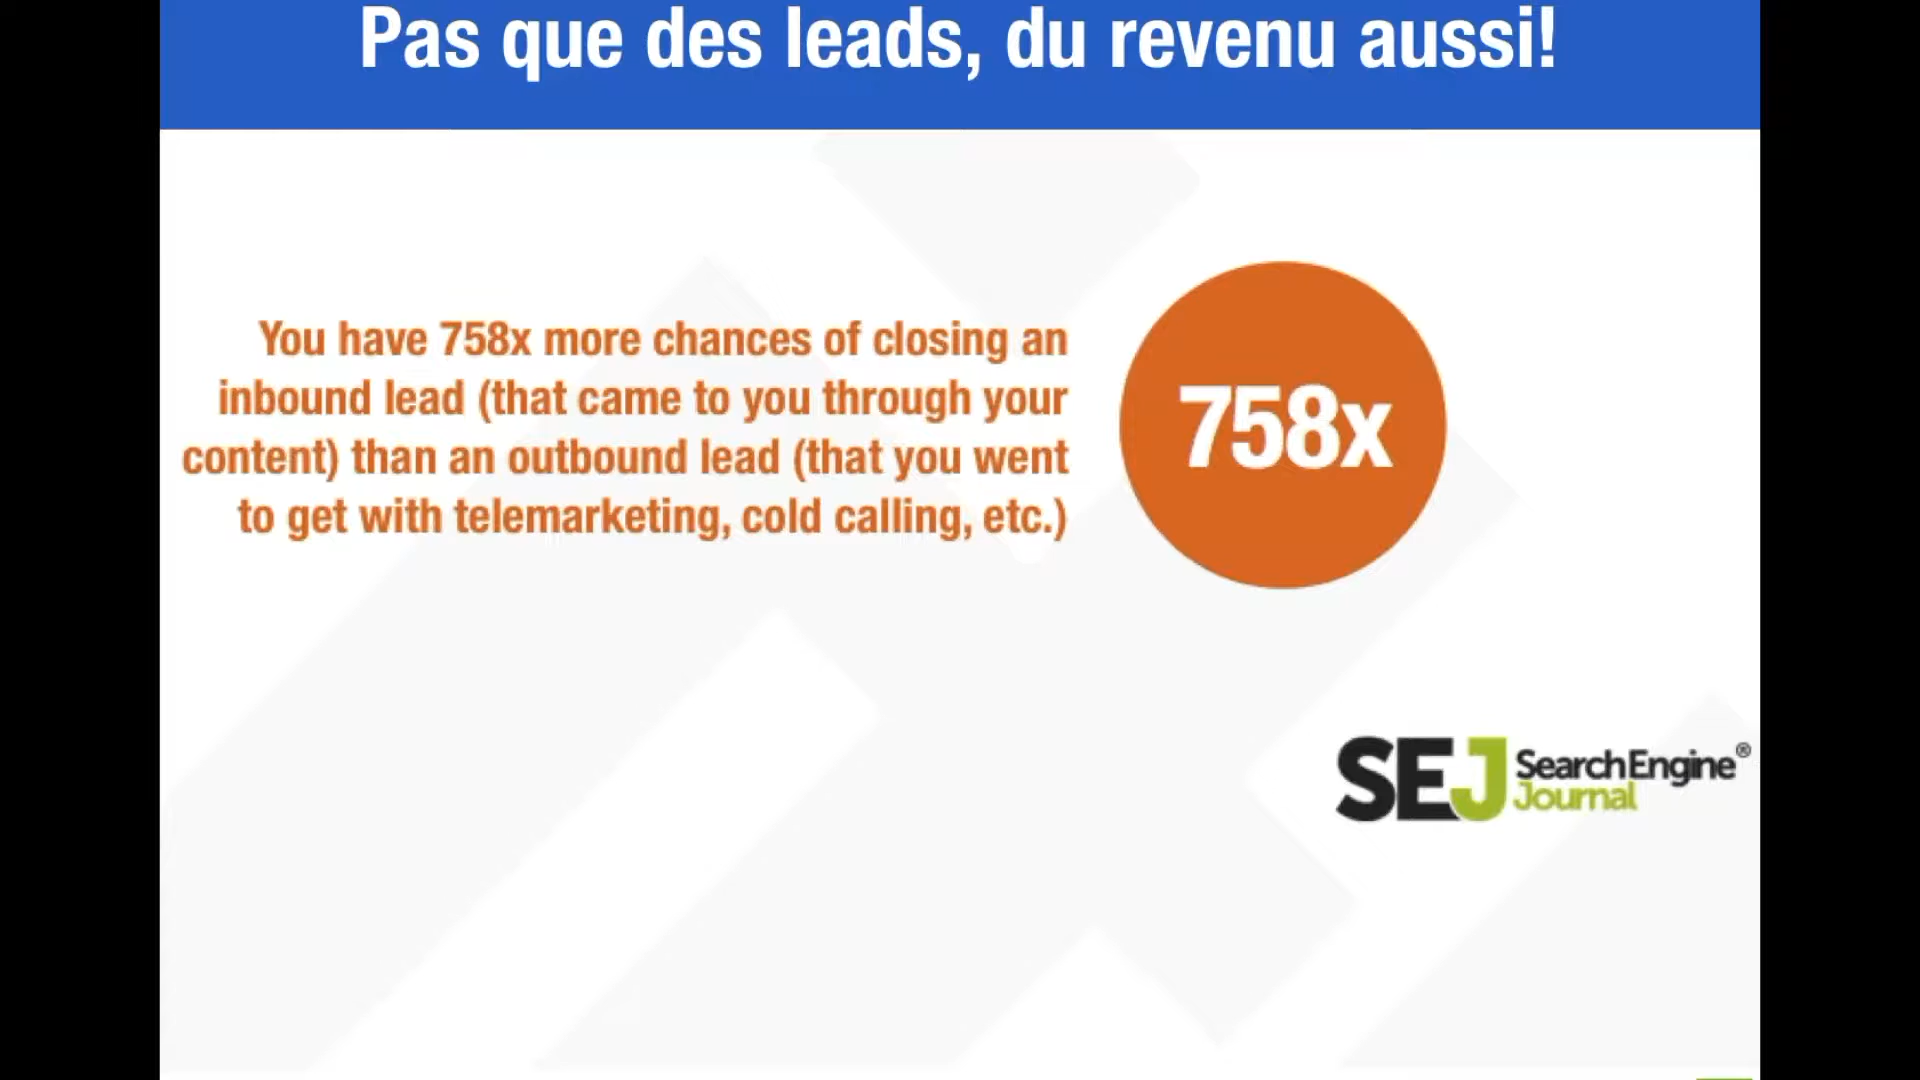 Pas que des leads, du revenu aussi!
You have 758x more chances of closing an
inbound lead (that came to you through your
content) than an outbound lead (that you went
to get with telemarketing, cold calling, etc.)
758x
SEJ SearchEngine®
Journal